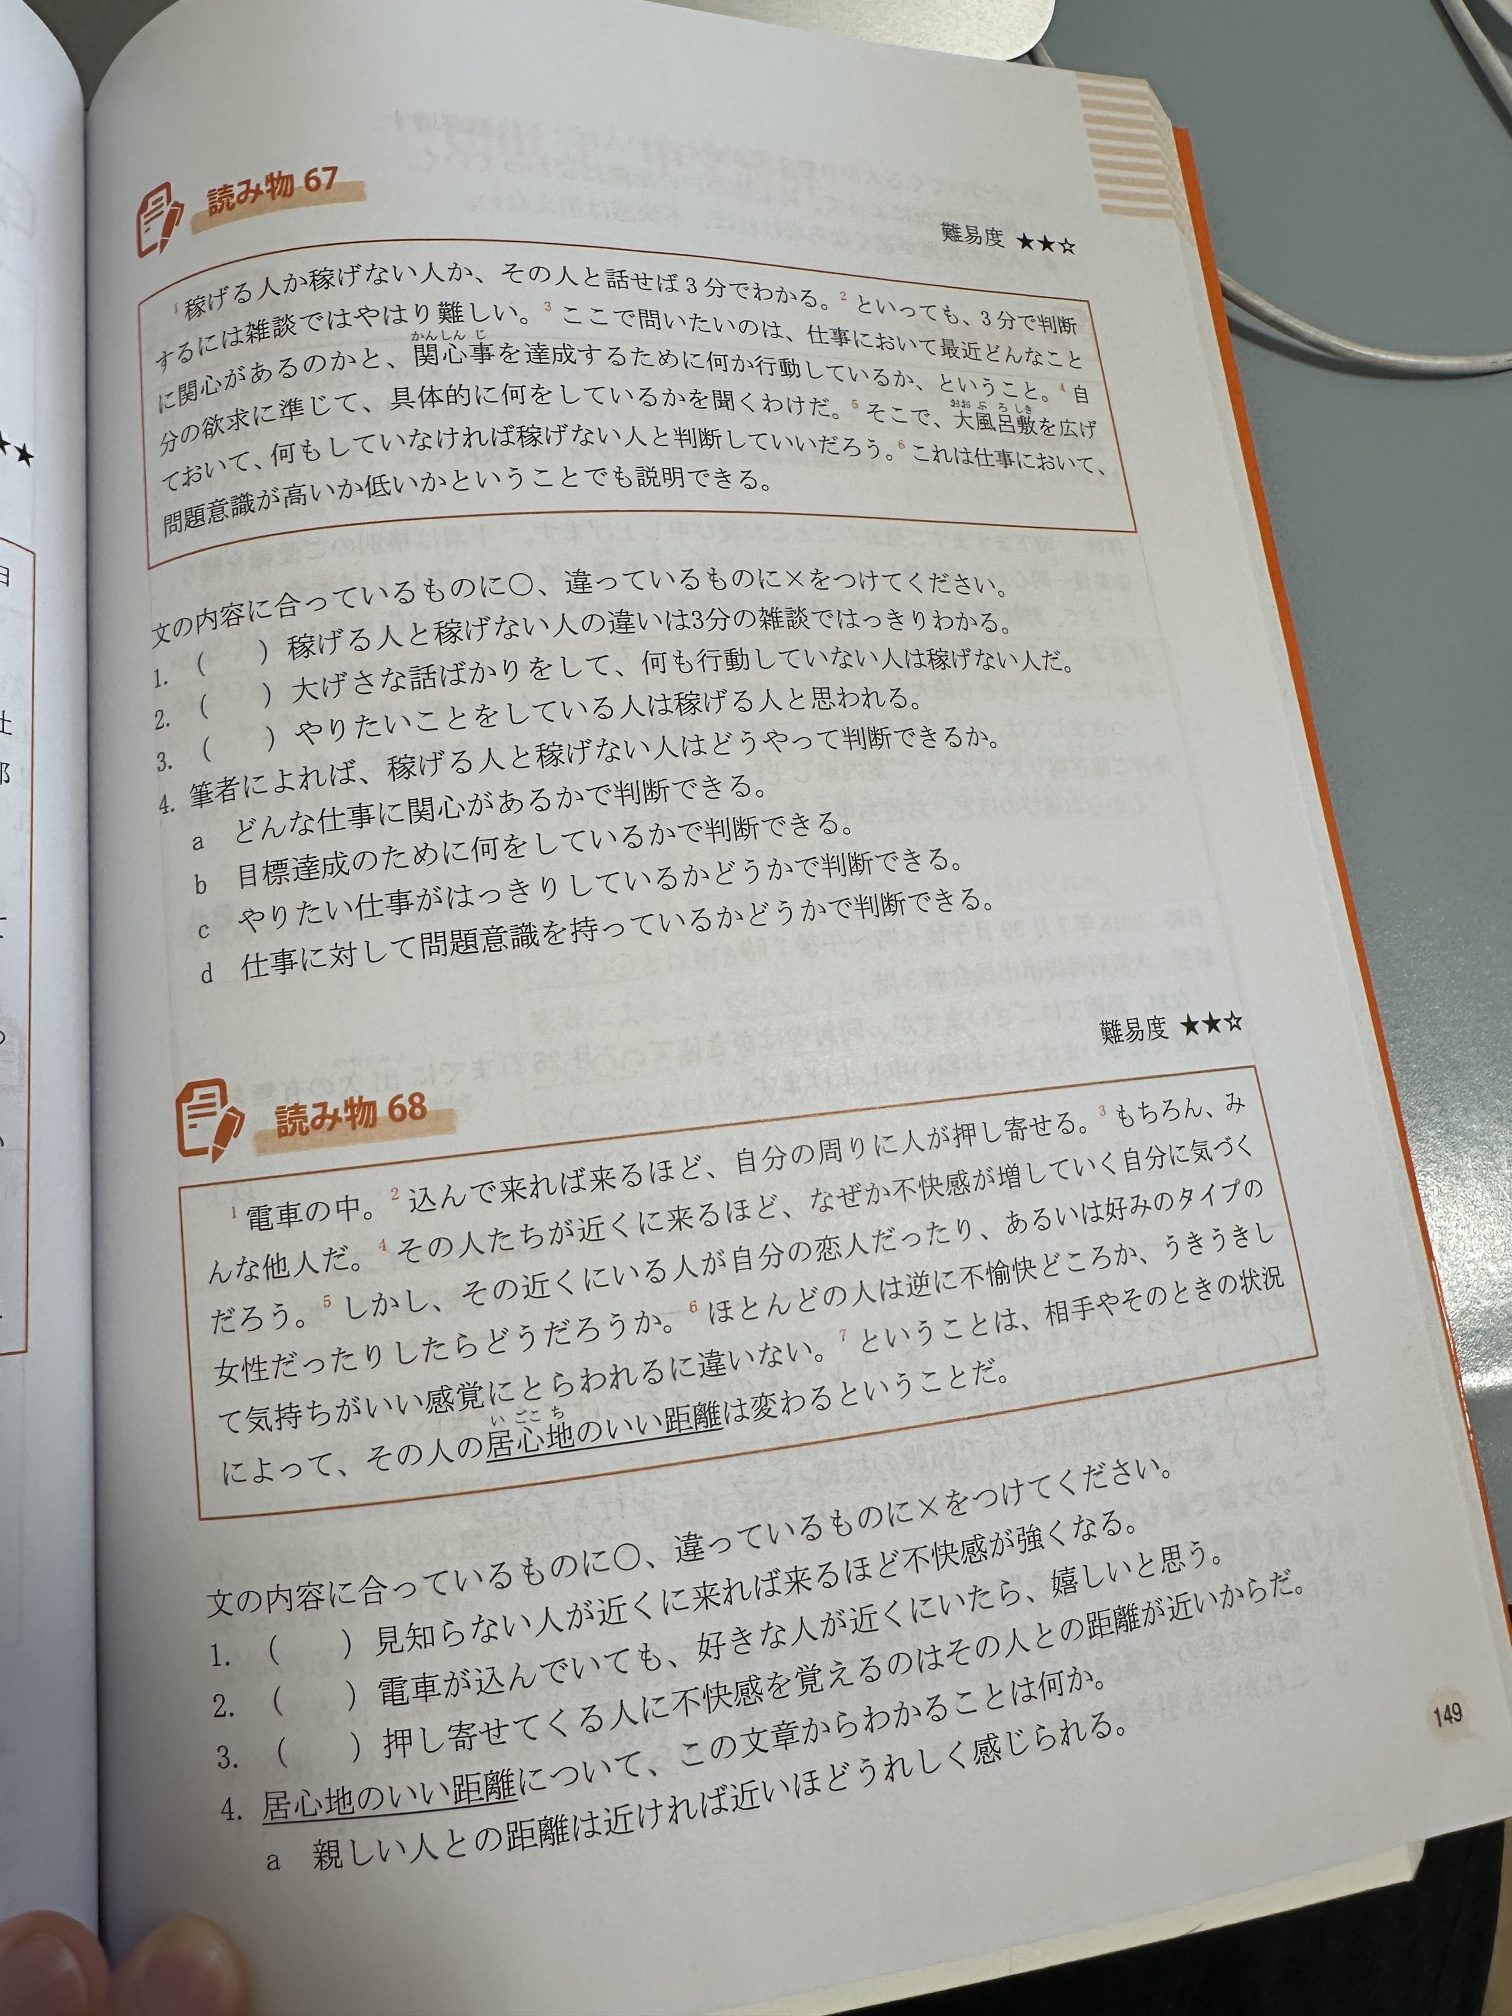 読み物 67
難易度 ★★☆
1 稼げる人か稼げない人か、その人と話せば3分でわかる。2 といっても、3分で判断
するには雑談ではやはり難しい。3 ここで問いたいのは、仕事において最近どんなこと
に関心があるのかと、関心事を達成するために何か行動しているか、ということ。4 自
分の欲求に準じて、具体的に何をしているかを聞くわけだ。5 そこで、大風呂敷を広げ
ておいて、何もしていなければ稼げない人と判断していいだろう。6 これは仕事において、
問題意識が高いか低いかということでも説明できる。
文の内容に合っているものに○、違っているものに×をつけてください。
1. ( ) 稼げる人と稼げない人の違いは3分の雑談ではっきりわかる。
2. ( ) 大げさな話ばかりをして、何も行動していない人は稼げない人だ。
3. ( ) やりたいことをしている人は稼げる人と思われる。
4. 筆者によれば、稼げる人と稼げない人はどうやって判断できるか。
a どんな仕事に関心があるかで判断できる。
b 目標達成のために何をしているかで判断できる。
c やりたい仕事がはっきりしているかどうかで判断できる。
d 仕事に対して問題意識を持っているかどうかで判断できる。
難易度 ★★☆
読み物 68
1 電車の中。2 込んで来れば来るほど、自分の周りに人が押し寄せる。3 もちろん、み
んな他人だ。4 その人たちが近くに来るほど、なぜか不快感が増していく自分に気づく
だろう。5 しかし、その近くにいる人が自分の恋人だったり、あるいは好みのタイプの
女性だったりしたらどうだろうか。6 ほとんどの人は逆に不愉快どころか、うきうきし
て気持ちがいい感覚にとらわれるに違いない。7 ということは、相手やそのときの状況
によって、その人の居心地のいい距離は変わるということだ。
文の内容に合っているものに○、違っているものに×をつけてください。
1. ( ) 見知らない人が近くに来れば来るほど不快感が強くなる。
2. ( ) 電車が込んでいても、好きな人が近くにいたら、嬉しいと思う。
3. ( ) 押し寄せてくる人に不快感を覚えるのはその人との距離が近いからだ。
4. 居心地のいい距離について、この文章からわかることは何か。
a 親しい人との距離は近ければ近いほどうれしく感じられる。
149